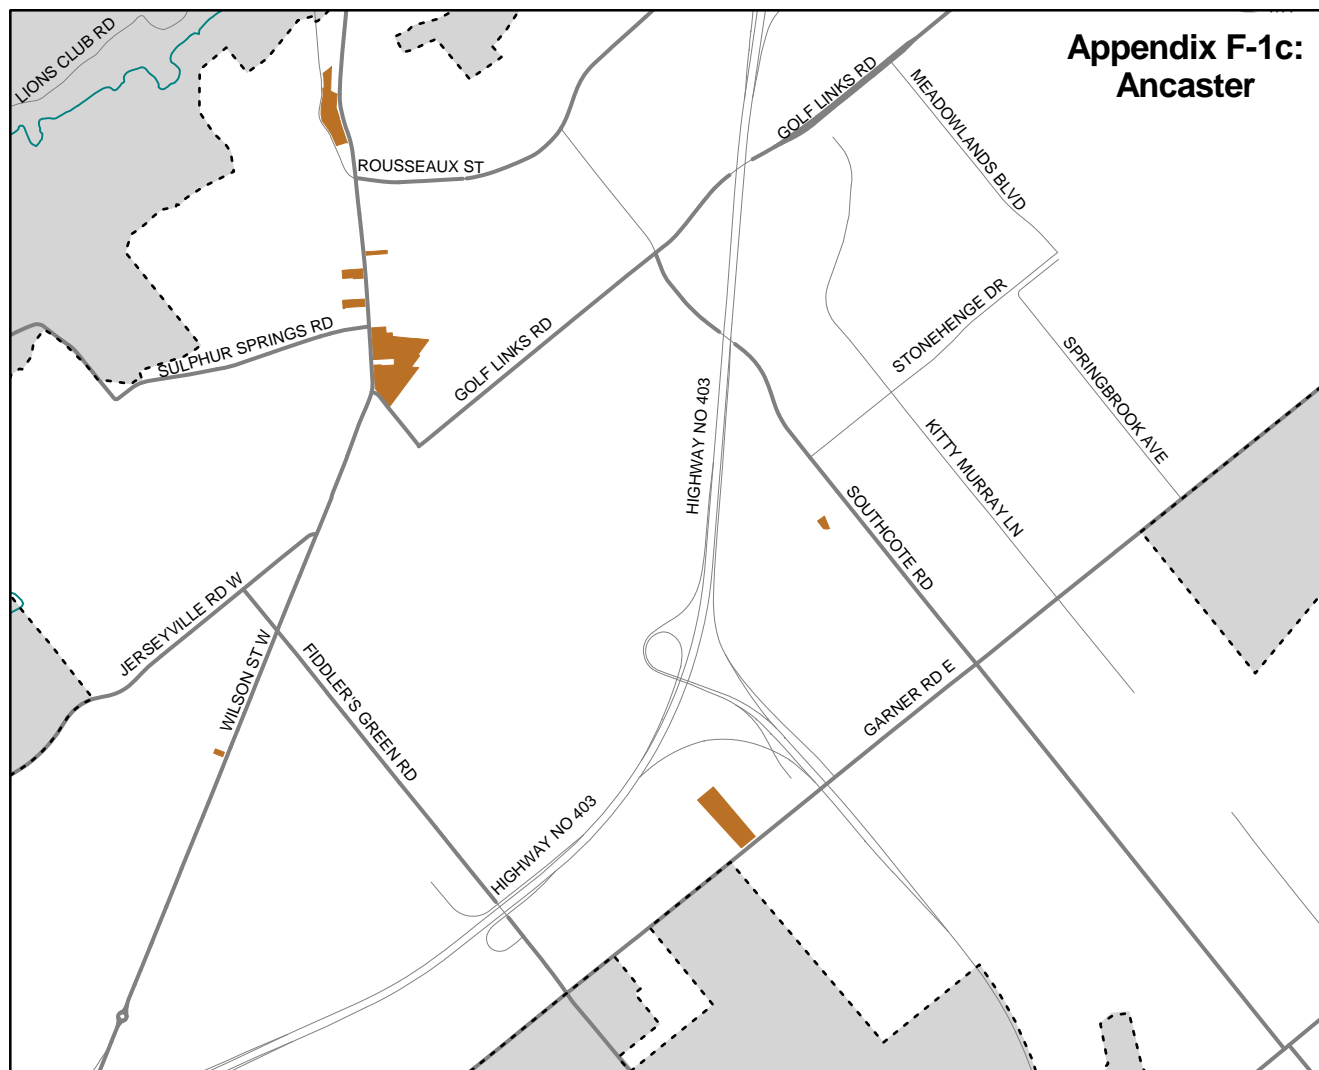 Appendix F-1c:
Ancaster
LIONS CLUB RD
GOLF LINKS RD
MEADOWLANDS BLVD
ROUSSEAUX ST
STONEHENGE DR
SULPHUR SPRINGS RD
GOLF LINKS RD
SPRINGBROOK AVE
HIGHWAY NO 403
KITTY MURRAY LN
SOUTHCOTE RD
JERSEYVILLE RD W
WILSON ST W
FIDDLER'S GREEN RD
GARNER RD E
HIGHWAY NO 403